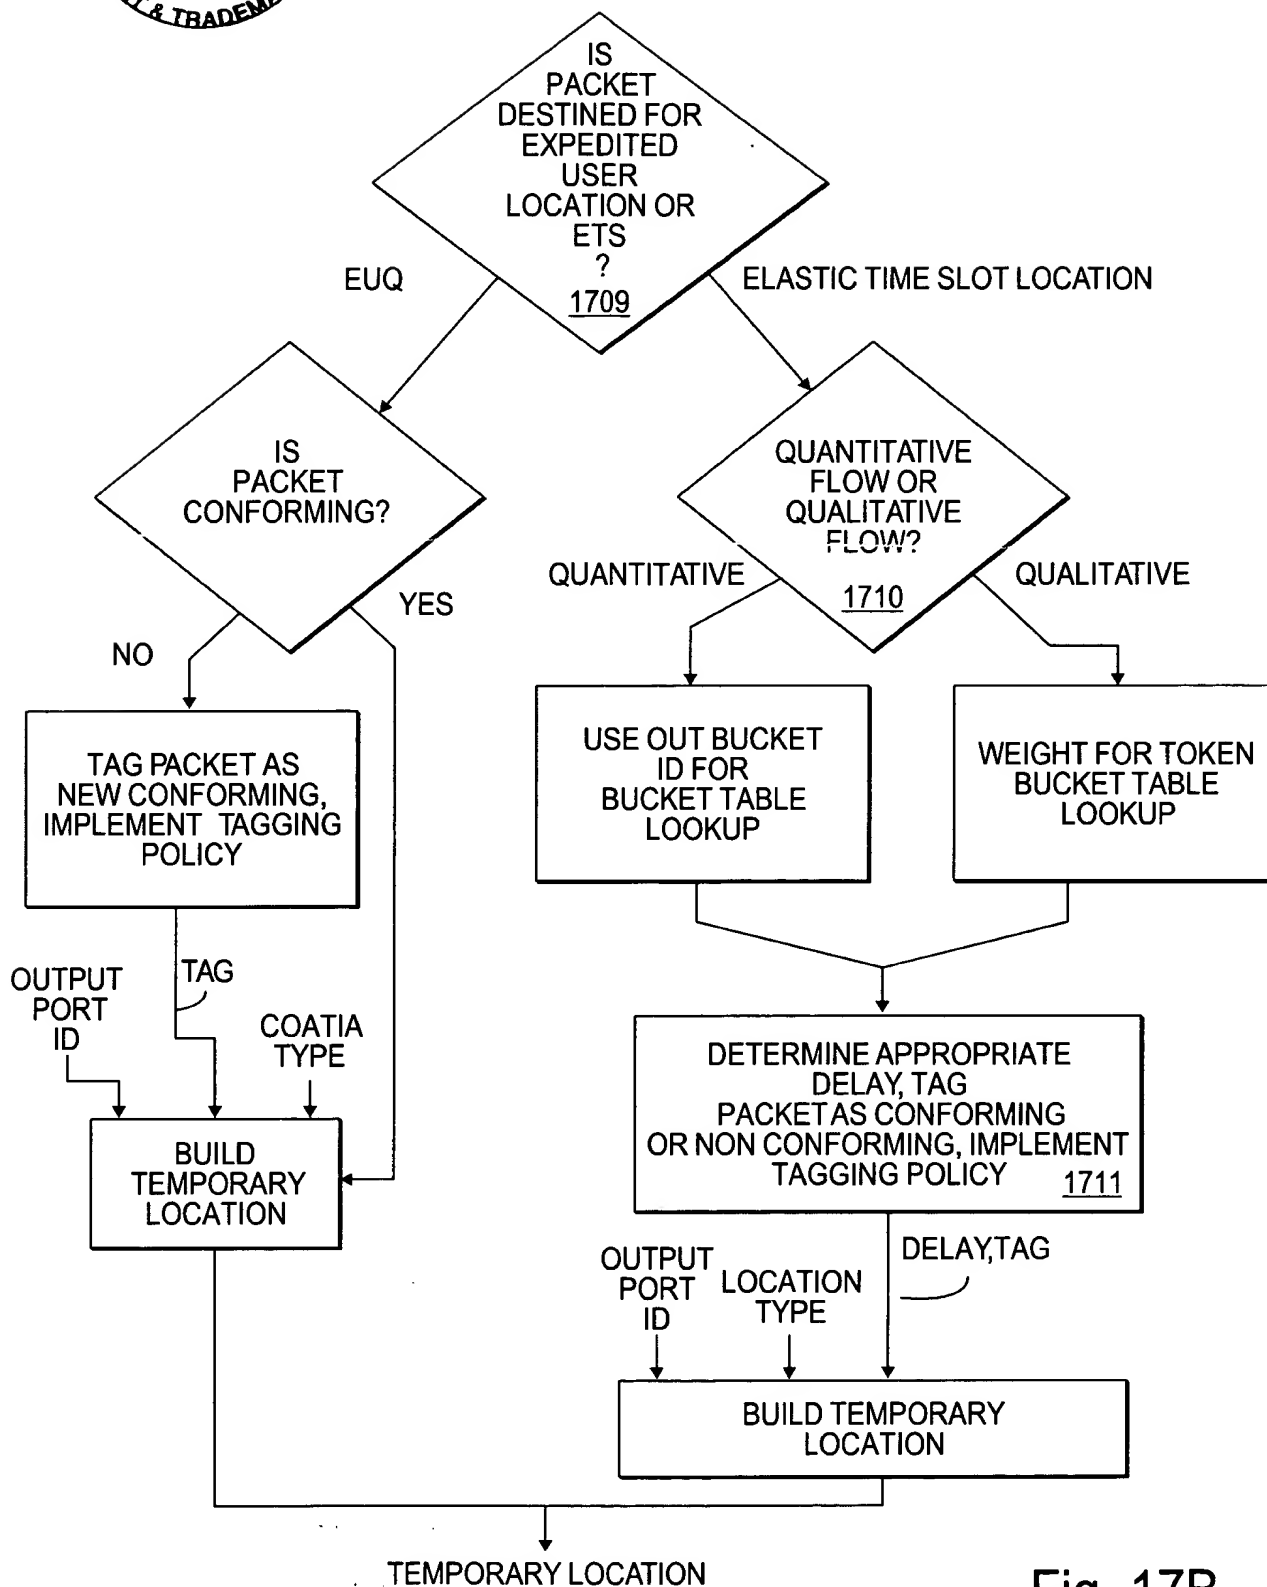 & TRADEMA
IS
PACKET
DESTINED FOR
EXPEDITED
USER
LOCATION OR
ETS
?
1709
EUQ
ELASTIC TIME SLOT LOCATION
IS
PACKET
CONFORMING?
QUANTITATIVE
FLOW OR
QUALITATIVE
FLOW?
1710
QUANTITATIVE
QUALITATIVE
YES
NO
TAG PACKET AS
NEW CONFORMING,
IMPLEMENT TAGGING
POLICY
USE OUT BUCKET
ID FOR
BUCKET TABLE
LOOKUP
WEIGHT FOR TOKEN
BUCKET TABLE
LOOKUP
OUTPUT
PORT
ID
TAG
COATIA
TYPE
BUILD
TEMPORARY
LOCATION
DETERMINE APPROPRIATE
DELAY, TAG
PACKET AS CONFORMING
OR NON CONFORMING, IMPLEMENT
TAGGING POLICY 1711
OUTPUT
PORT
ID
LOCATION
TYPE
DELAY,TAG
BUILD TEMPORARY
LOCATION
TEMPORARY LOCATION
Fig. 17B